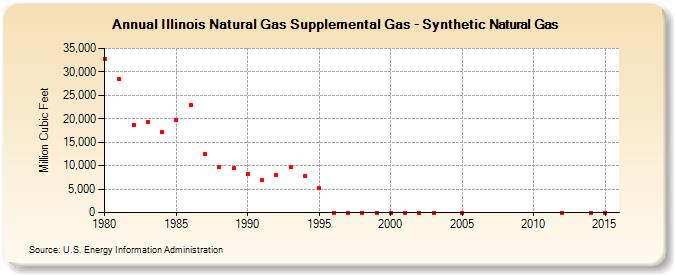 Annual Illinois Natural Gas Supplemental Gas - Synthetic Natural Gas
Million Cubic Feet
35,000
30,000
25,000
20,000
15,000
10,000
5,000
0
1980 1985 1990 1995 2000 2005 2010 2015
Source: U.S. Energy Information Administration